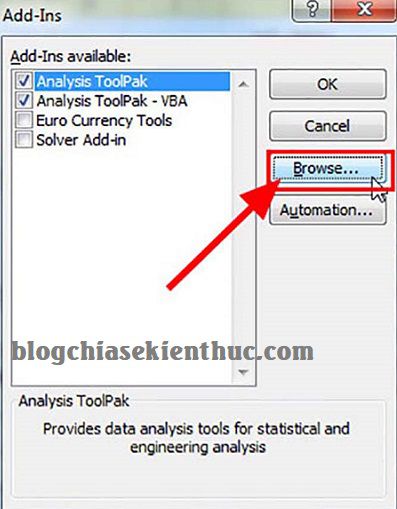 Add-Ins
?
X
Add-Ins available:
Analysis ToolPak
Analysis ToolPak - VBA
Euro Currency Tools
Solver Add-in
OK
Cancel
Browse...
Automation...
blogchiasekienthuc.com
Analysis ToolPak
Provides data analysis tools for statistical and
engineering analysis